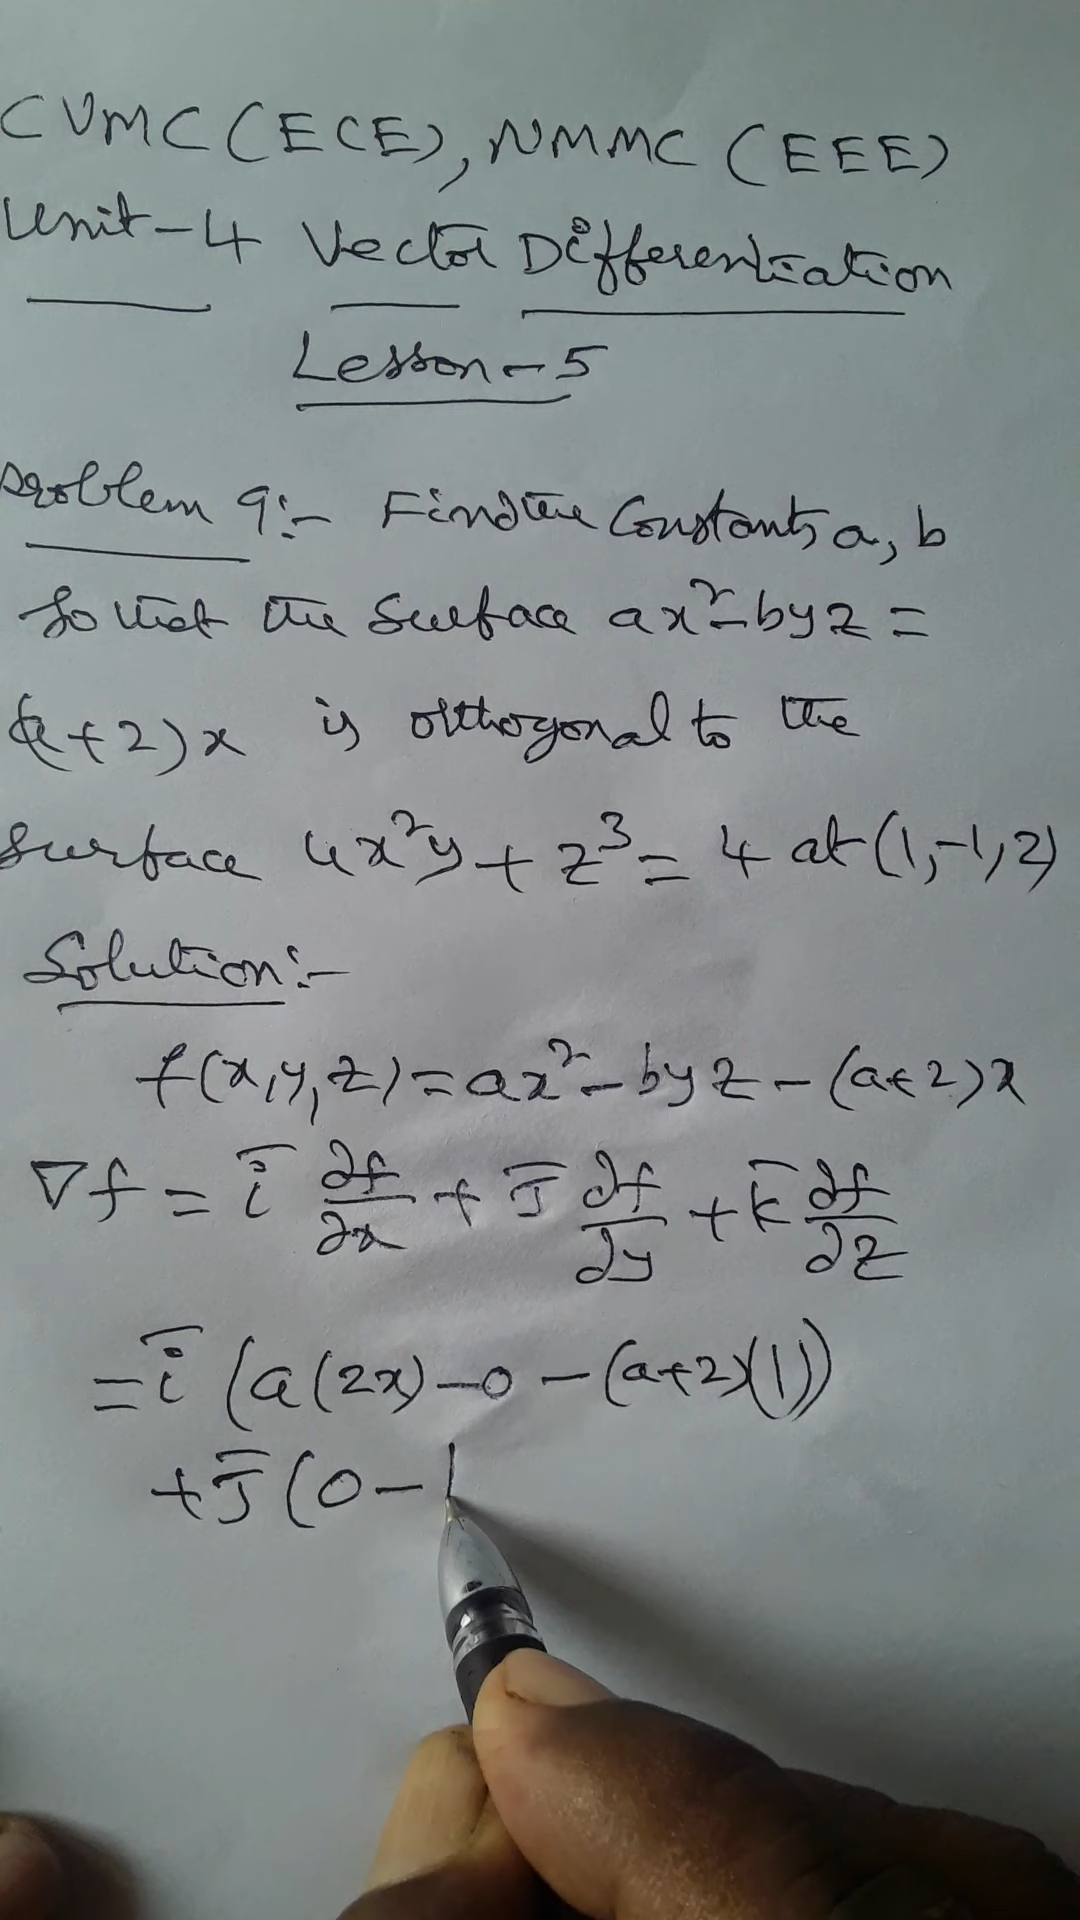 CVMC (ECE), NMMC (EEE)
Unit-4 Vector Differentiation
Lesson-5
Problem 9:- Find the Constants a, b
so that the Surface ax²-byz =
(a+2)x is orthogonal to the
surface 4x²y + z³ = 4 at (1,-1,2)
Solution:-
f(x,y,z) = ax² - byz - (a+2)x
∇f = i̅ ∂f/∂x + j̅ ∂f/∂y + k̅ ∂f/∂z
= i̅ (a(2x) - 0 - (a+2)(1))
+ j̅ (0 -